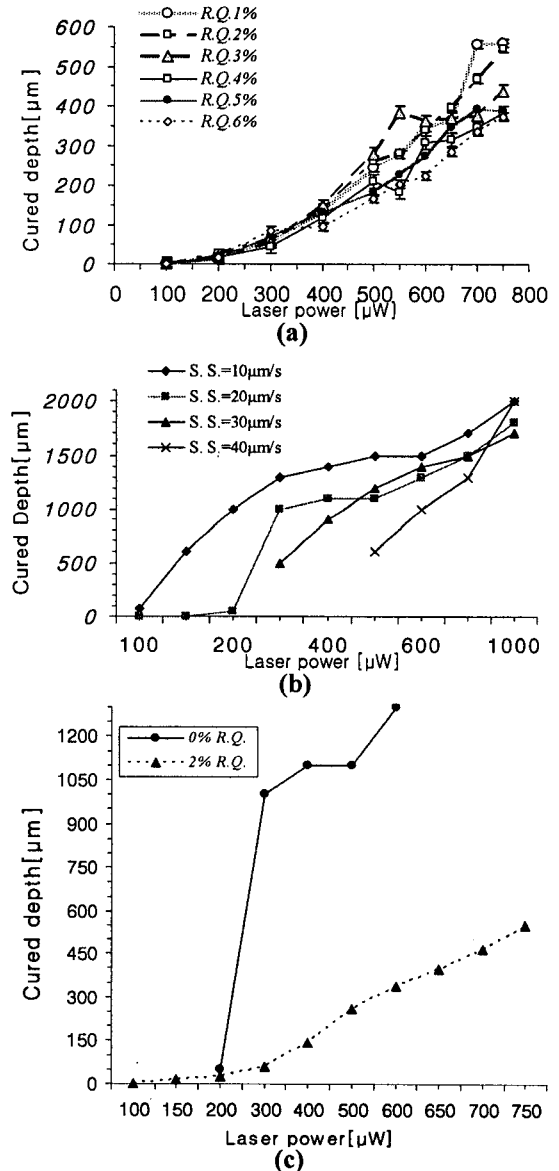 R.Q.1%
R.Q.2%
R.Q.3%
R.Q.4%
R.Q.5%
R.Q.6%
Cured depth[µm]
600
500
400
300
200
100
0
0 100 200 300 400 500 600 700 800
Laser power [µW]
(a)
S. S.=10µm/s
S. S.=20µm/s
S. S.=30µm/s
S. S.=40µm/s
Cured Depth[µm]
2000
1500
1000
500
0
100 200 400 600 1000
Laser power [µW]
(b)
0% R.Q.
2% R.Q.
Cured depth[µm]
1200
1050
900
750
600
450
300
150
0
100 150 200 300 400 500 600 650 700 750
Laser power[µW]
(c)